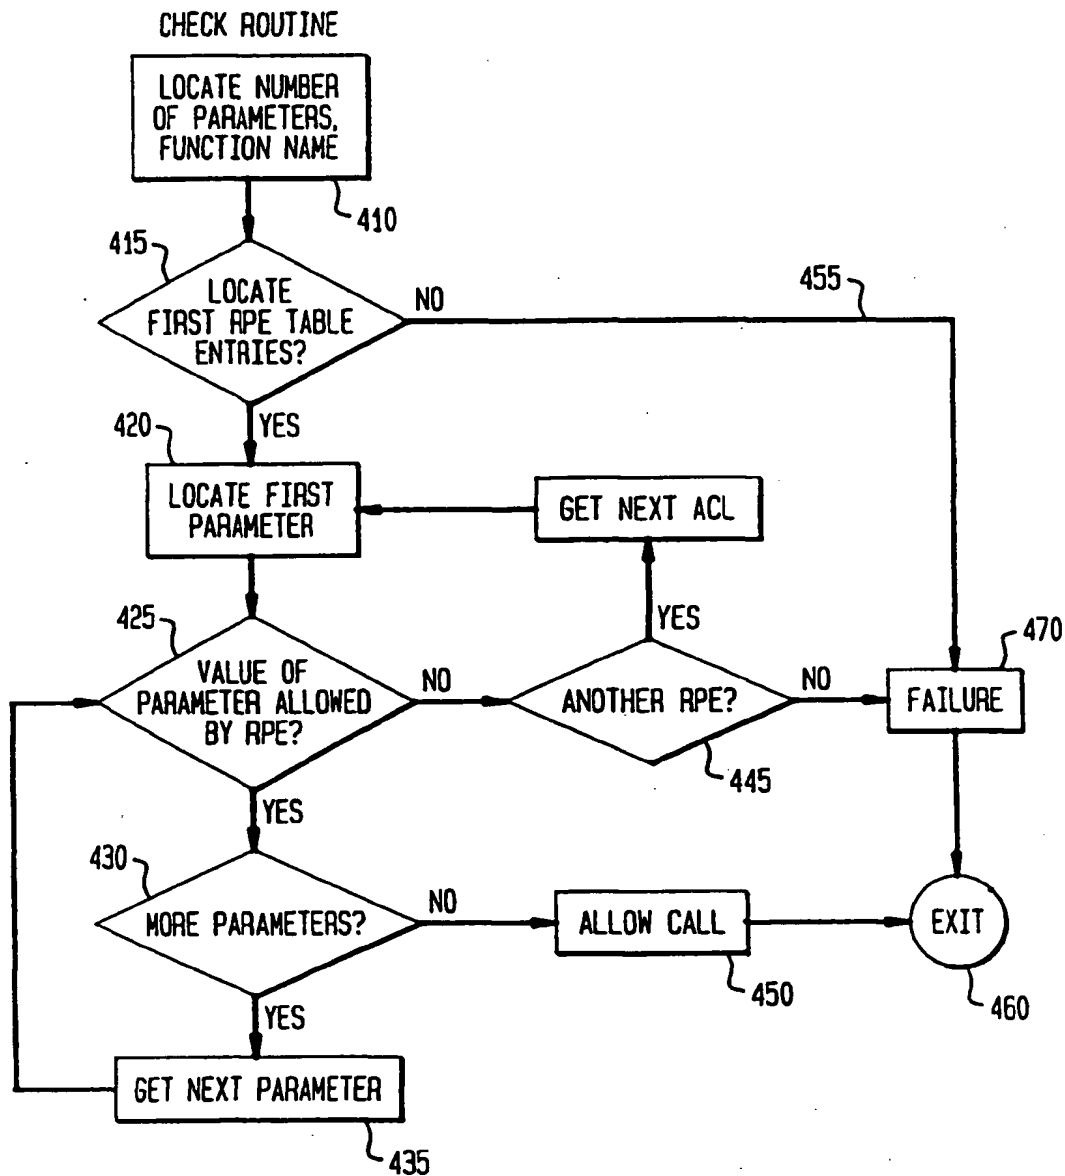 CHECK ROUTINE
LOCATE NUMBER
OF PARAMETERS,
FUNCTION NAME
410
415
LOCATE
FIRST RPE TABLE
ENTRIES?
NO
455
YES
420
LOCATE FIRST
PARAMETER
GET NEXT ACL
425
VALUE OF
PARAMETER ALLOWED
BY RPE?
NO
YES
ANOTHER RPE?
445
NO
470
FAILURE
YES
430
MORE PARAMETERS?
NO
ALLOW CALL
450
EXIT
460
YES
GET NEXT PARAMETER
435